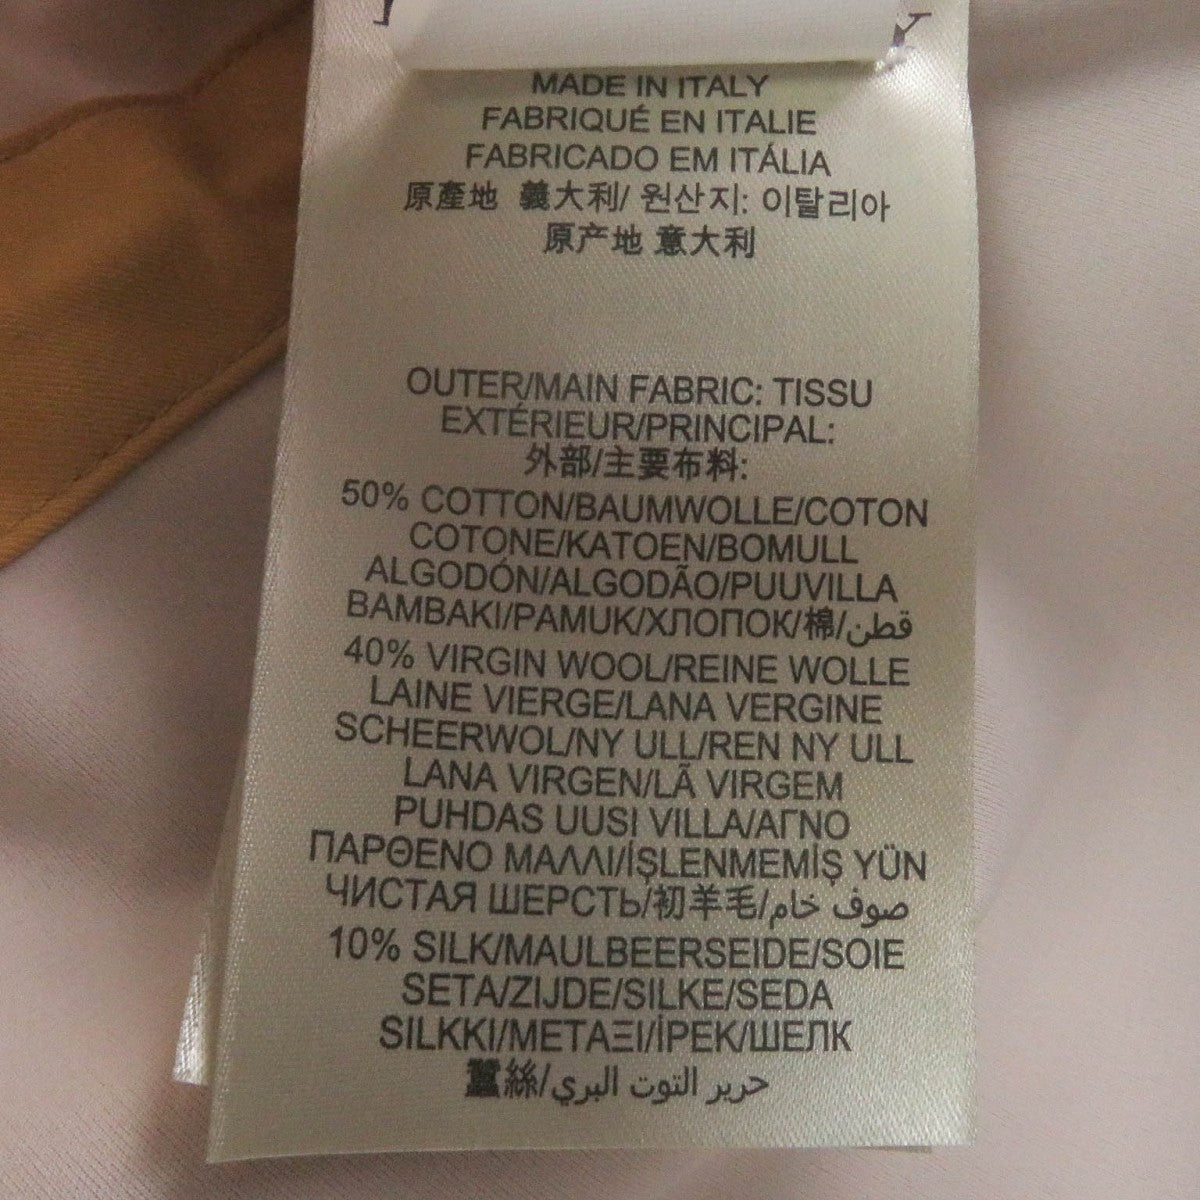 MADE IN ITALY
FABRIQUÉ EN ITALIE
FABRICADO EM ITÁLIA
原產地 義大利/ 원산지: 이탈리아
原产地 意大利
OUTER/MAIN FABRIC: TISSU
EXTÉRIEUR/PRINCIPAL:
外部/主要布料:
50% COTTON/BAUMWOLLE/COTON
COTONE/KATOEN/BOMULL
ALGODÓN/ALGODÃO/PUUVILLA
BAMBAKI/PAMUK/ХЛОПОК/棉/قطن
40% VIRGIN WOOL/REINE WOLLE
LAINE VIERGE/LANA VERGINE
SCHEERWOL/NY ULL/REN NY ULL
LANA VIRGEN/LÃ VIRGEM
PUHDAS UUSI VILLA/ΑΓΝΟ
ΠΑΡΘΕΝΟ ΜΑΛΛΙ/İŞLENMEMİŞ YÜN
ЧИСТАЯ ШЕРСТЬ/初羊毛/صوف خام
10% SILK/MAULBEERSEIDE/SOIE
SETA/ZIJDE/SILKE/SEDA
SILKKI/ΜΕΤΑΞΙ/İPEK/ШЕЛК
蠶絲/حرير التوت البري